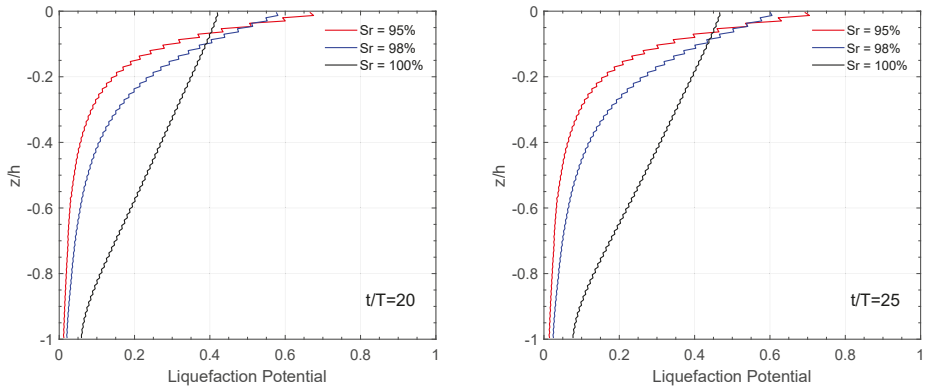 0
-0.2
-0.4
-0.6
-0.8
-1
z/h
Sr = 95%
Sr = 98%
Sr = 100%
t/T=20
0 0.2 0.4 0.6 0.8 1
Liquefaction Potential
0
-0.2
-0.4
-0.6
-0.8
-1
z/h
Sr = 95%
Sr = 98%
Sr = 100%
t/T=25
0 0.2 0.4 0.6 0.8 1
Liquefaction Potential